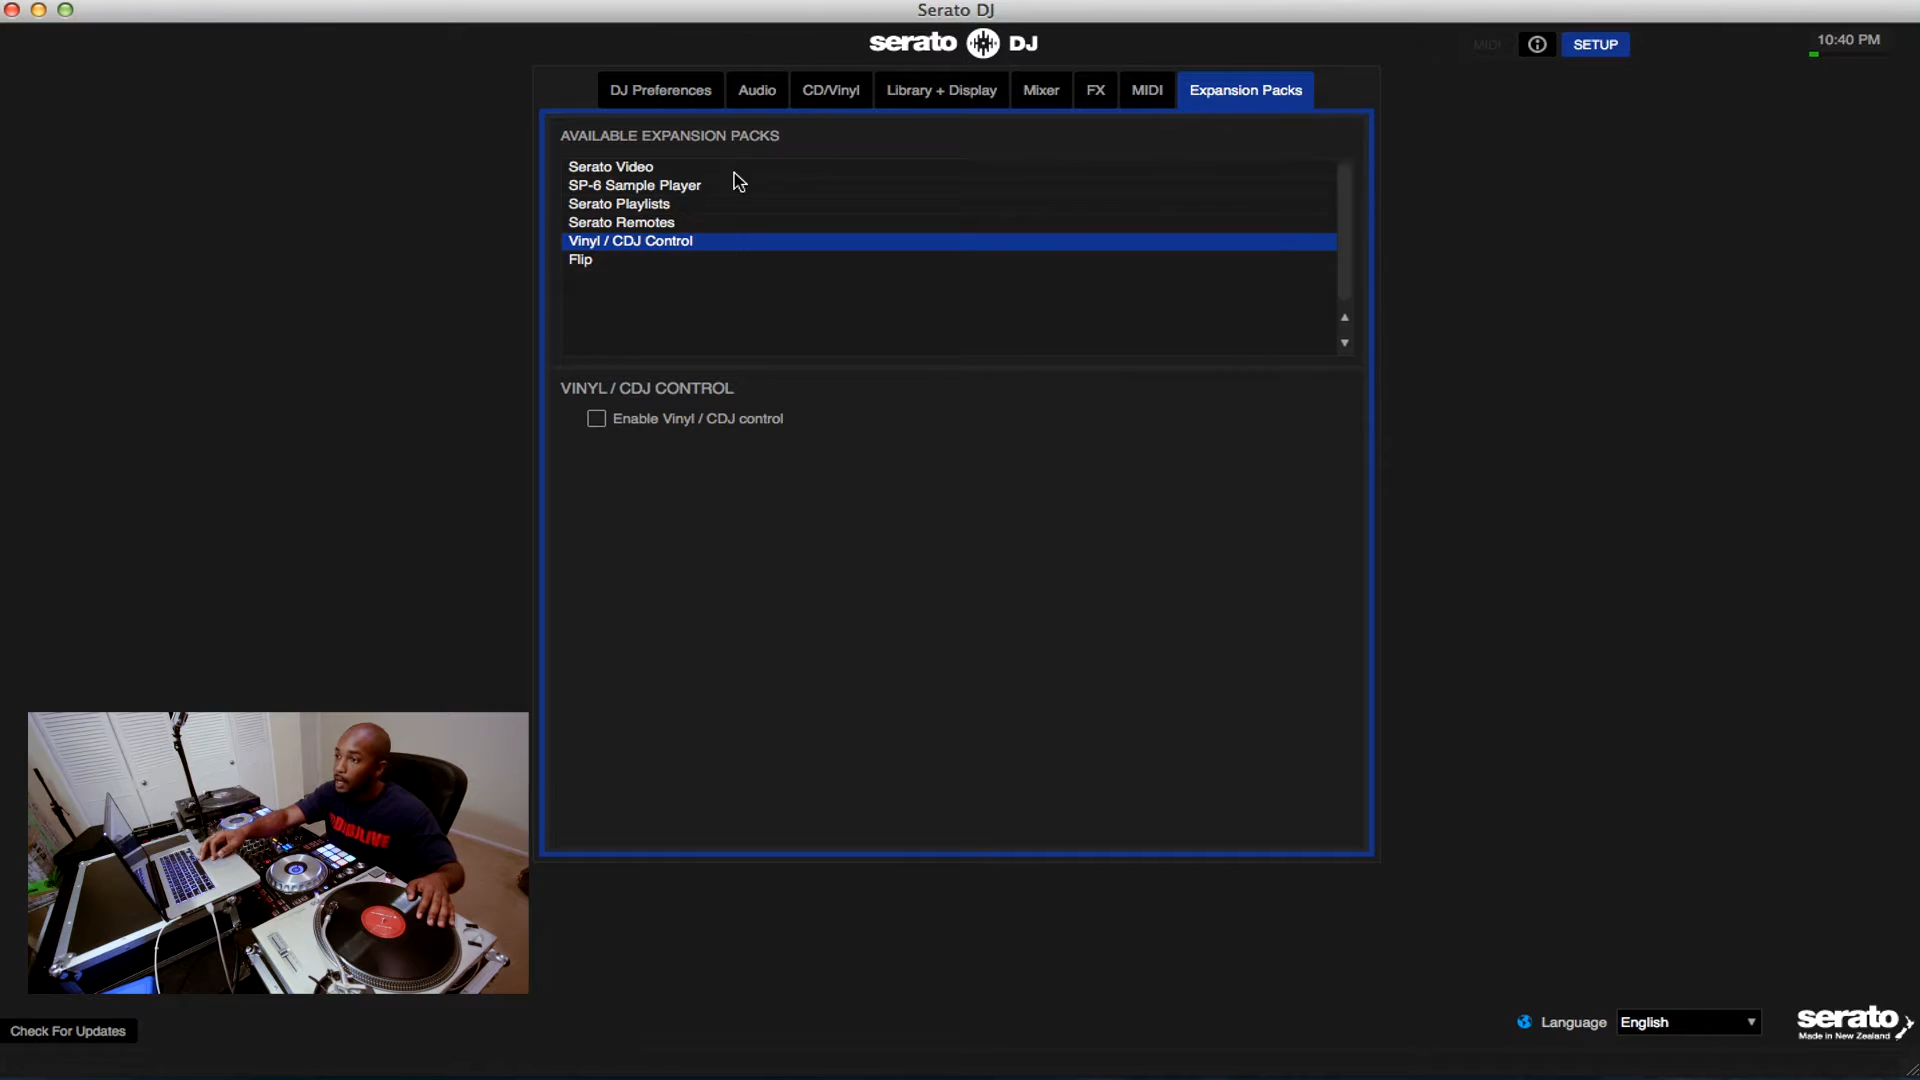 Serato DJ
serato DJ
MIDI
SETUP
10:40 PM
DJ Preferences
Audio
CD/Vinyl
Library + Display
Mixer
FX
MIDI
Expansion Packs
AVAILABLE EXPANSION PACKS
Serato Video
SP-6 Sample Player
Serato Playlists
Serato Remotes
Vinyl / CDJ Control
Flip
VINYL / CDJ CONTROL
Enable Vinyl / CDJ control
Check For Updates
Language
English
serato
Made in New Zealand